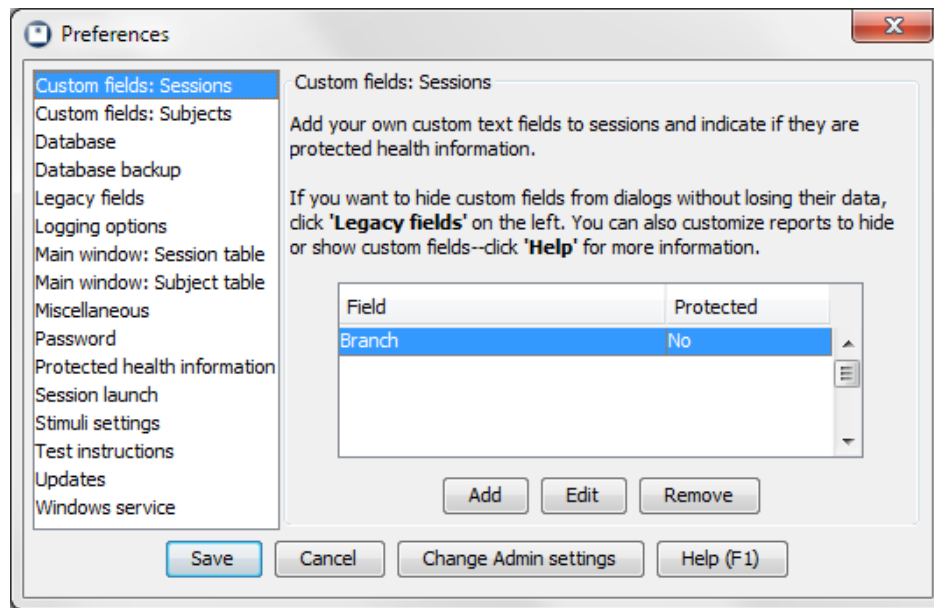 Preferences
Custom fields: Sessions
Custom fields: Subjects
Database
Database backup
Legacy fields
Logging options
Main window: Session table
Main window: Subject table
Miscellaneous
Password
Protected health information
Session launch
Stimuli settings
Test instructions
Updates
Windows service
Custom fields: Sessions
Add your own custom text fields to sessions and indicate if they are
protected health information.
If you want to hide custom fields from dialogs without losing their data,
click 'Legacy fields' on the left. You can also customize reports to hide
or show custom fields--click 'Help' for more information.
Field Protected
Branch No
Add Edit Remove
Save Cancel Change Admin settings Help (F1)